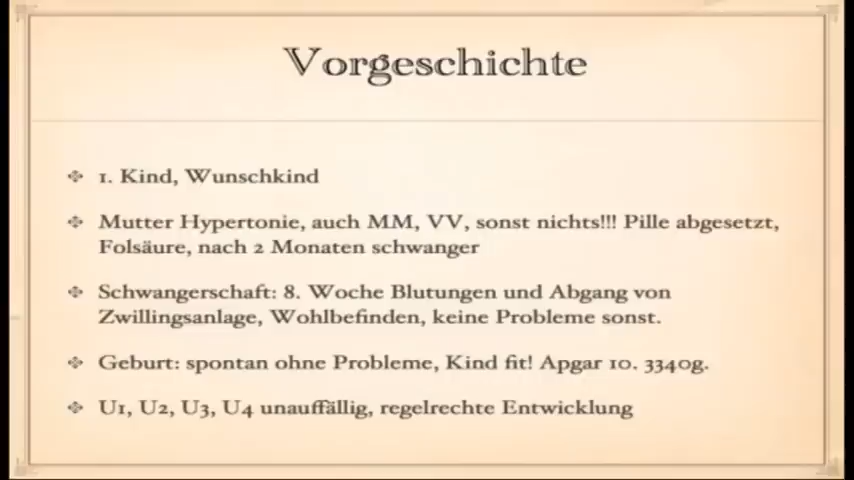 Vorgeschichte
1. Kind, Wunschkind
Mutter Hypertonie, auch MM, VV, sonst nichts!!! Pille abgesetzt,
Folsäure, nach 2 Monaten schwanger
Schwangerschaft: 8. Woche Blutungen und Abgang von
Zwillingsanlage, Wohlbefinden, keine Probleme sonst.
Geburt: spontan ohne Probleme, Kind fit! Apgar 10. 3340g.
U1, U2, U3, U4 unauffällig, regelrechte Entwicklung